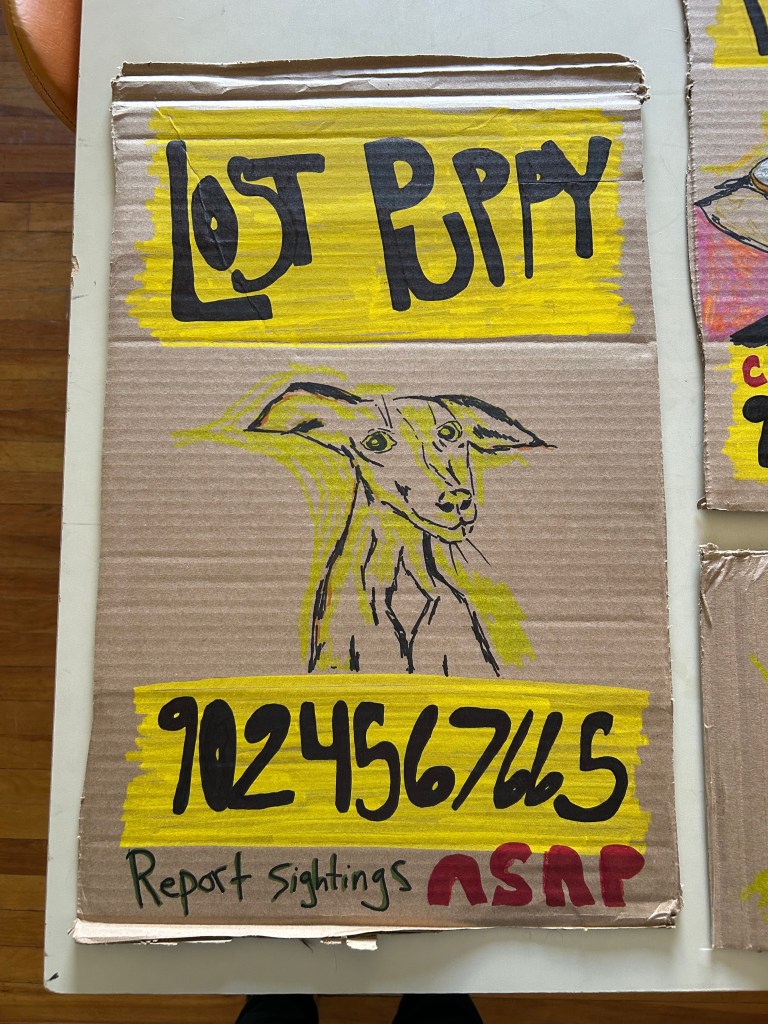 LOST PUPPY
9024567665
Report sightings ASAP